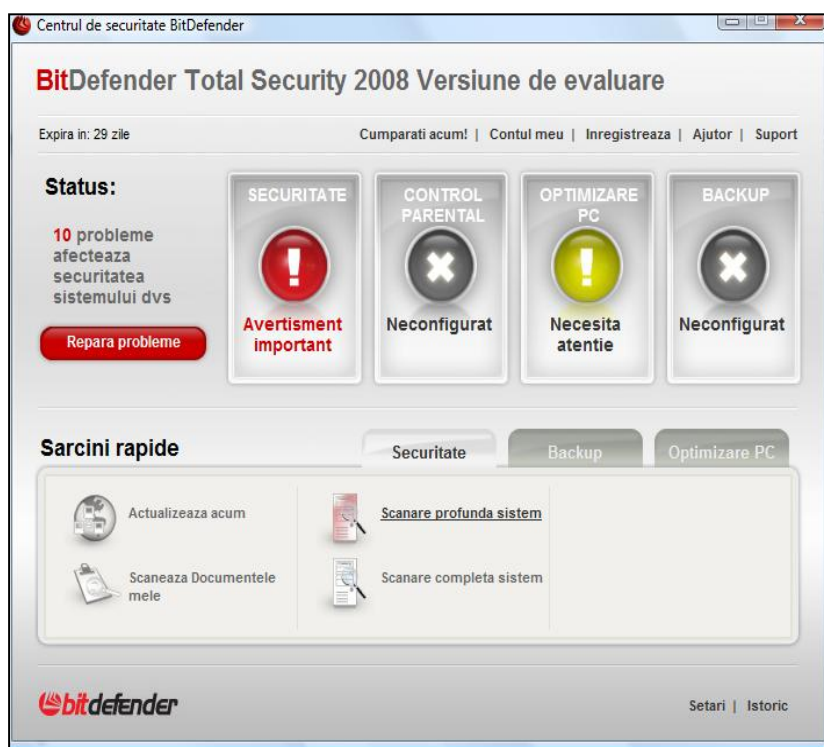 Centrul de securitate BitDefender
BitDefender Total Security 2008 Versiune de evaluare
Expira in: 29 zile
Cumparati acum! | Contul meu | Inregistreaza | Ajutor | Suport
Status:
10 probleme
afecteaza
securitatea
sistemului dvs
Repara probleme
SECURITATE
Avertisment
important
CONTROL
PARENTAL
Neconfigurat
OPTIMIZARE
PC
Necesita
atentie
BACKUP
Neconfigurat
Sarcini rapide
Securitate
Backup
Optimizare PC
Actualizeaza acum
Scaneaza Documentele
mele
Scanare profunda sistem
Scanare completa sistem
bitdefender
Setari | Istoric